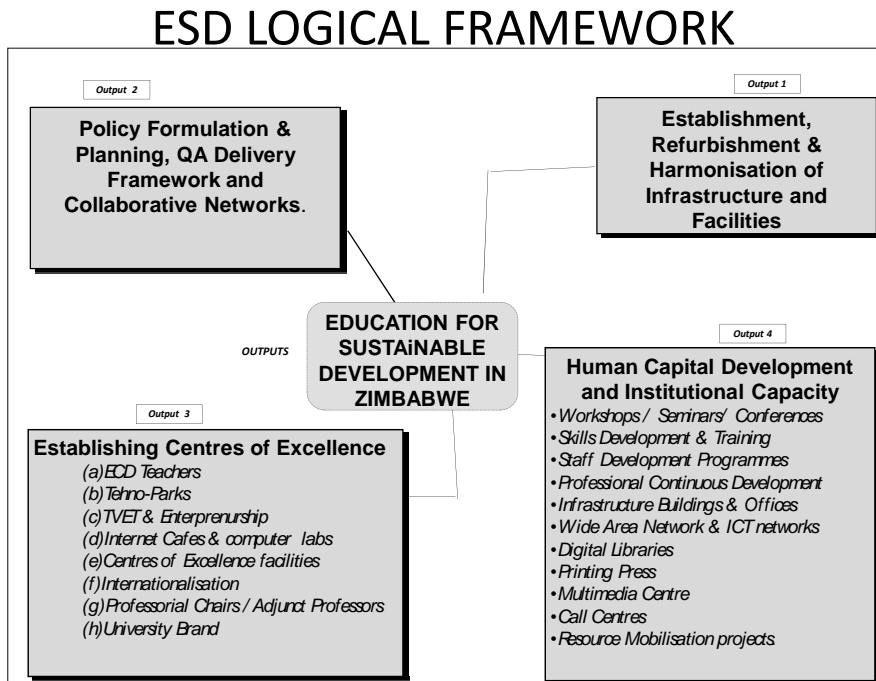 ESD LOGICAL FRAMEWORK
Output 2
Policy Formulation &
Planning, QA Delivery
Framework and
Collaborative Networks.
Output 1
Establishment,
Refurbishment &
Harmonisation of
Infrastructure and
Facilities
OUTPUTS
EDUCATION FOR
SUSTAiNABLE
DEVELOPMENT IN
ZIMBABWE
Output 3
Establishing Centres of Excellence
(a)ECD Teachers
(b)Tehno-Parks
(c)TVET & Enterprenurship
(d)Internet Cafes & computer labs
(e)Centres of Excellence facilities
(f)Internationalisation
(g)Professorial Chairs / Adjunct Professors
(h)University Brand
Output 4
Human Capital Development
and Institutional Capacity
•Workshops / Seminars/ Conferences
•Skills Development & Training
•Staff Development Programmes
•Professional Continuous Development
•Infrastructure Buildings & Offices
•Wide Area Network & ICT networks
•Digital Libraries
•Printing Press
•Multimedia Centre
•Call Centres
•Resource Mobilisation projects.